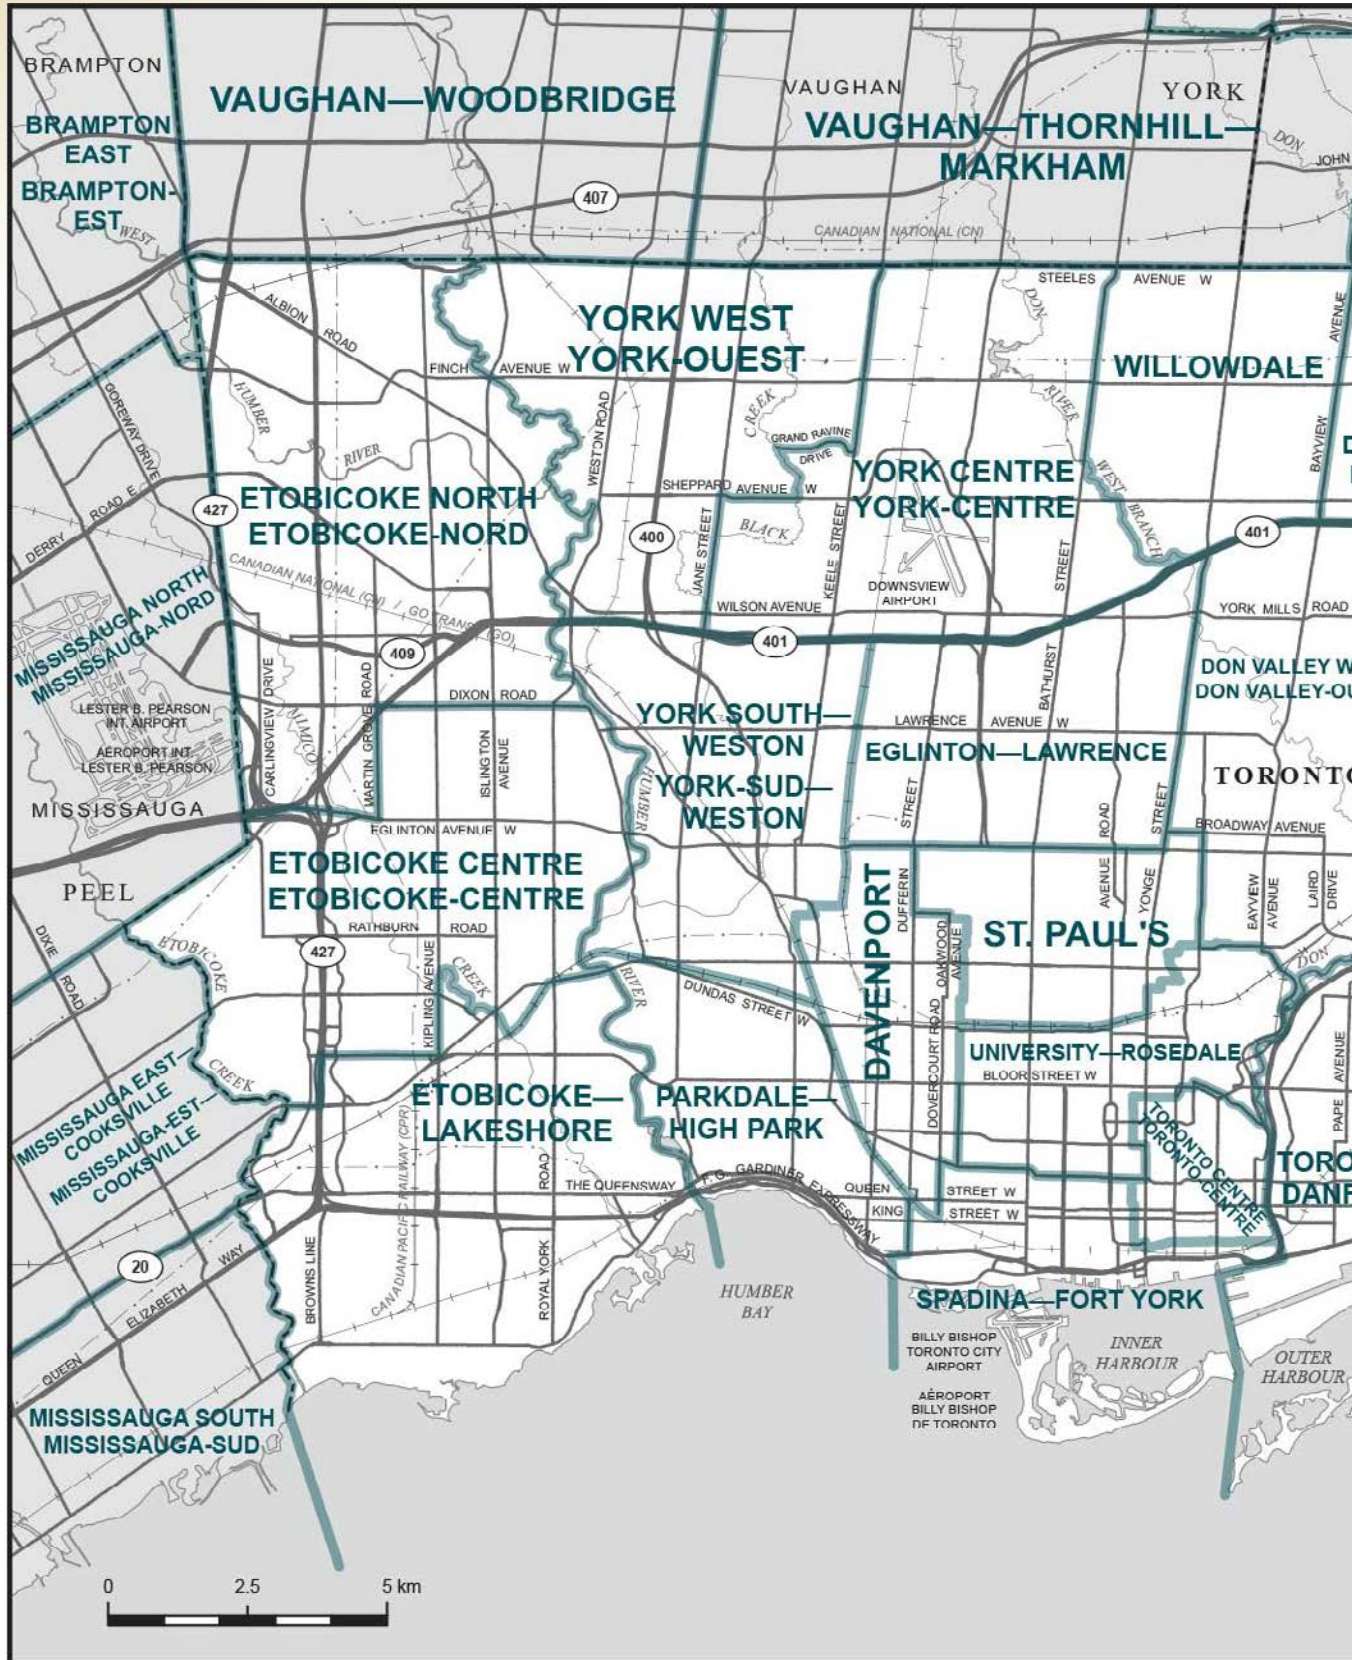 BRAMPTON
VAUGHAN—WOODBRIDGE
VAUGHAN
YORK
BRAMPTON
EAST
BRAMPTON-
EST
VAUGHAN—THORNHILL—
MARKHAM
DON
JOHN
407
WEST
CANADIAN NATIONAL (CN)
STEELES AVENUE W
ALBION ROAD
YORK WEST
YORK-OUEST
DON
RIVER
WEST
BRANCH
WILLOWDALE
BAYVIEW AVENUE
FINCH AVENUE W
GOREWAY DRIVE
HUMBER
RIVER
WESTON ROAD
CREEK
GRAND RAVINE
DRIVE
YORK CENTRE
YORK-CENTRE
SHEPPARD AVENUE W
ETOBICOKE NORTH
ETOBICOKE-NORD
427
DERRY ROAD E
400
JANE STREET
BLACK
KEELE STREET
401
DOWNSVIEW
AIRPORT
CANADIAN NATIONAL (CN) / GO TRANSIT (GO)
MISSISSAUGA NORTH
MISSISSAUGA-NORD
WILSON AVENUE
YORK MILLS ROAD
401
409
BATHURST STREET
DON VALLEY W
DON VALLEY-OU
CARLINGVIEW DRIVE
MIMICO
MARTIN GROVE ROAD
DIXON ROAD
LESTER B. PEARSON
INT. AIRPORT
AÉROPORT INT.
LESTER B. PEARSON
ISLINGTON
AVENUE
YORK SOUTH—
WESTON
YORK-SUD—
WESTON
LAWRENCE AVENUE W
EGLINTON—LAWRENCE
TORONTO
MISSISSAUGA
HUMBER
EGLINTON AVENUE W
BROADWAY AVENUE
ETOBICOKE CENTRE
ETOBICOKE-CENTRE
PEEL
DAVENPORT
DUFFERIN STREET
AVENUE ROAD
YONGE STREET
BAYVIEW
AVENUE
LAIRD
DRIVE
RATHBURN ROAD
DIXIE ROAD
ETOBICOKE
CREEK
427
KIPLING AVENUE
CREEK
RIVER
OAKWOOD
AVENUE
ST. PAUL'S
DON
DUNDAS STREET W
DOVERCOURT ROAD
UNIVERSITY—ROSEDALE
BLOOR STREET W
PAPE AVENUE
MISSISSAUGA EAST—
COOKSVILLE
MISSISSAUGA-EST—
COOKSVILLE
ETOBICOKE—
LAKESHORE
PARKDALE—
HIGH PARK
TORONTO CENTRE
TORONTO-CENTRE
TORO
DANF
CANADIAN PACIFIC RAILWAY (CPR)
ROYAL YORK ROAD
THE QUEENSWAY
F. G. GARDINER EXPRESSWAY
QUEEN STREET W
KING STREET W
20
QUEEN ELIZABETH WAY
BROWNS LINE
HUMBER
BAY
SPADINA—FORT YORK
BILLY BISHOP
TORONTO CITY
AIRPORT
AÉROPORT
BILLY BISHOP
DE TORONTO
INNER
HARBOUR
OUTER
HARBOUR
MISSISSAUGA SOUTH
MISSISSAUGA-SUD
0 2.5 5 km